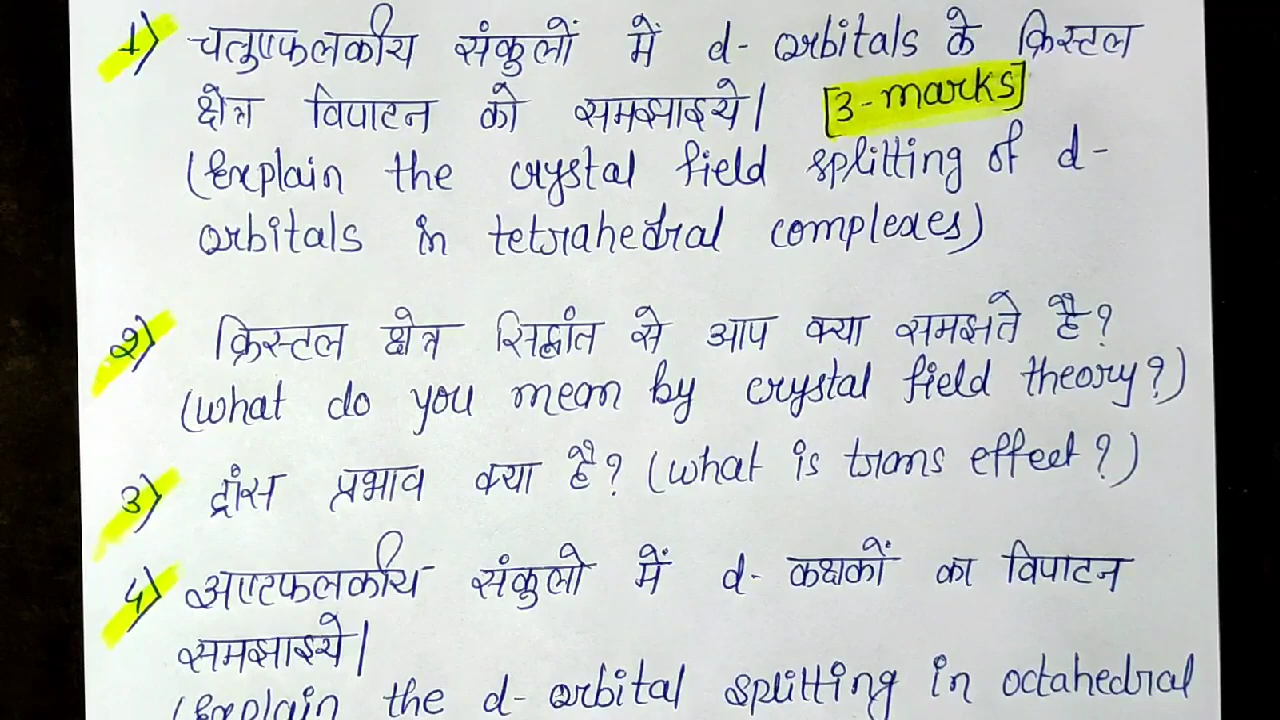 1) चतुष्फलकीय संकुलों में d- orbitals के क्रिस्टल
क्षेत्र विपाटन को समझाइये। [3-marks]
(Explain the crystal field splitting of d-
orbitals in tetrahedral complexes)
2) क्रिस्टल क्षेत्र सिद्धांत से आप क्या समझते है?
(What do you mean by crystal field theory?)
3) ट्रांस प्रभाव क्या है? (What is trans effect?)
4) अष्टफलकीय संकुलो में d- कक्षकों का विपाटन
समझाइये।
(Explain the d- orbital splitting in octahedral